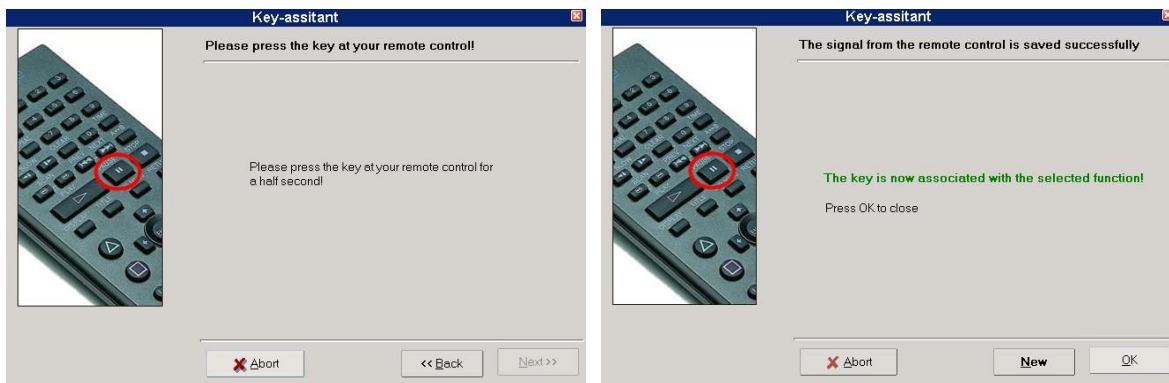 Key-assitant
Please press the key at your remote control!
Please press the key at your remote control for
a half second!
Abort
<< Back
Next >>
Key-assitant
The signal from the remote control is saved successfully
The key is now associated with the selected function!
Press OK to close
Abort
New
OK